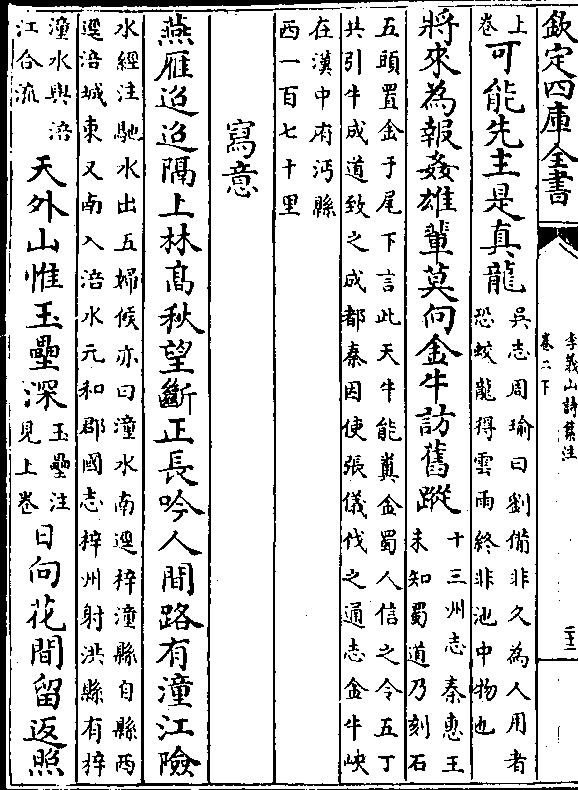 欽定四庫全書
李義山詩集注
卷二下
二十三
上
卷
可能先主是真龍
吳志周瑜曰劉備非久為人用者
恐蛟龍得雲雨終非池中物也
將來為報姦雄輩莫向金牛訪舊蹤
十三州志秦惠王
未知蜀道乃刻石
五頭置金于尾下言此天牛能糞金蜀人信之令五丁
共引牛成道致之成都秦因使張儀伐之通志金牛峽
在漢中府沔縣
西一百七十里
寫意
燕雁迢迢隔上林高秋望斷正長吟人間路有潼江險
水經注馳水出五婦候亦曰潼水南逕梓潼縣自縣西
逕涪城東又南入涪水元和郡國志梓州射洪縣有梓
潼水與涪
江合流
天外山惟玉壘深
玉壘注
見上卷
日向花間留返照